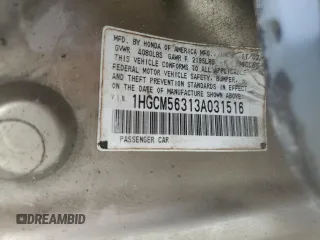 MFD. BY HONDA OF AMERICA MFG.
GVWR 4080LBS GAWR F 2195LBS
THIS VEHICLE CONFORMS TO ALL APPLICABLE
FEDERAL MOTOR VEHICLE SAFETY, BUMPER,
AND THEFT PREVENTION STANDARDS IN EFFECT
ON THE DATE OF MANUFACTURE SHOWN ABOVE.
V.I.N. 1HGCM56313A031516
PASSENGER CAR
DREAMBID